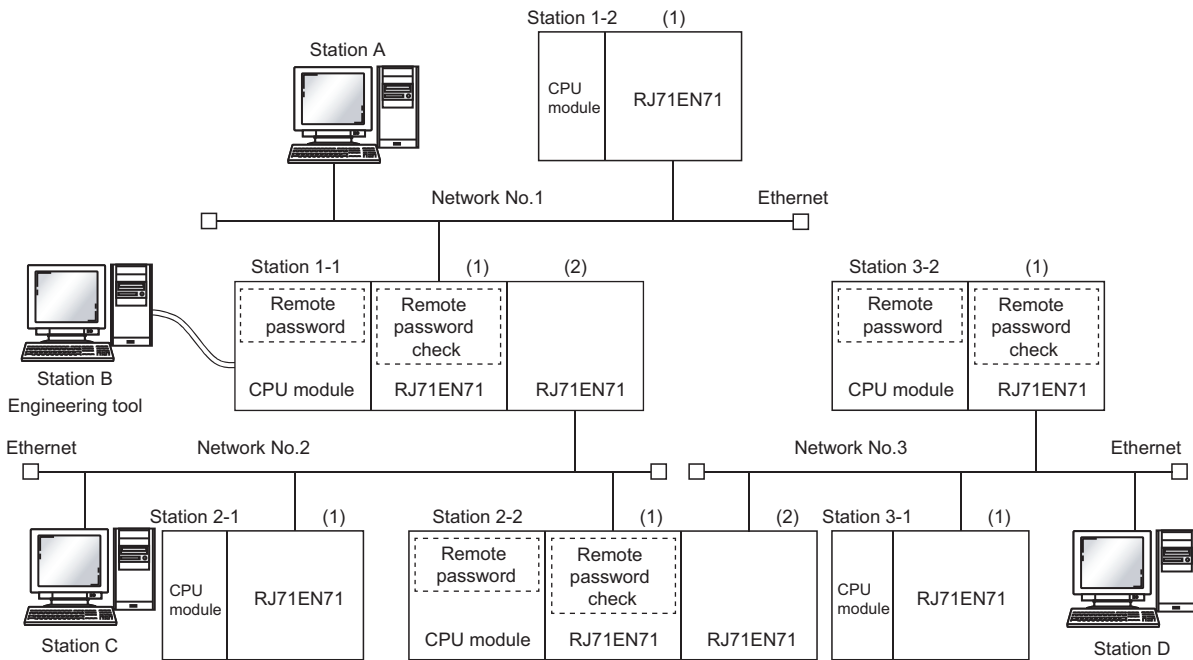 Station 1-2 (1)
Station A
CPU
module
RJ71EN71
Network No.1
Ethernet
Station 1-1 (1) (2)
Remote
password
Remote
password
check
CPU module
RJ71EN71
RJ71EN71
Station B
Engineering tool
Station 3-2 (1)
Remote
password
Remote
password
check
CPU module
RJ71EN71
Ethernet
Network No.2
Network No.3
Ethernet
Station C
Station 2-1 (1)
CPU
module
RJ71EN71
Station 2-2 (1) (2)
Remote
password
Remote
password
check
CPU module
RJ71EN71
RJ71EN71
Station 3-1 (1)
CPU
module
RJ71EN71
Station D